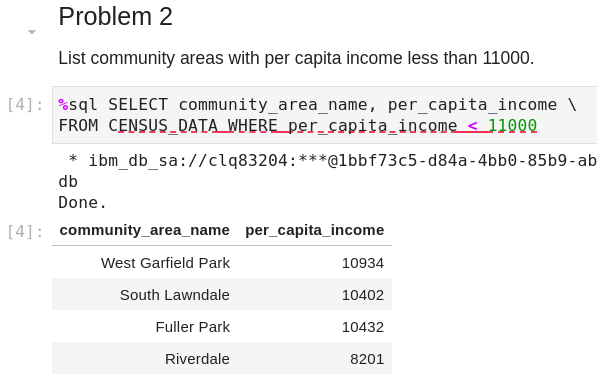 Problem 2
List community areas with per capita income less than 11000.
[4]: %sql SELECT community_area_name, per_capita_income \
FROM CENSUS_DATA WHERE per_capita_income < 11000
* ibm_db_sa://clq83204:***@1bbf73c5-d84a-4bb0-85b9-ab
db
Done.
[4]: community_area_name per_capita_income
West Garfield Park 10934
South Lawndale 10402
Fuller Park 10432
Riverdale 8201